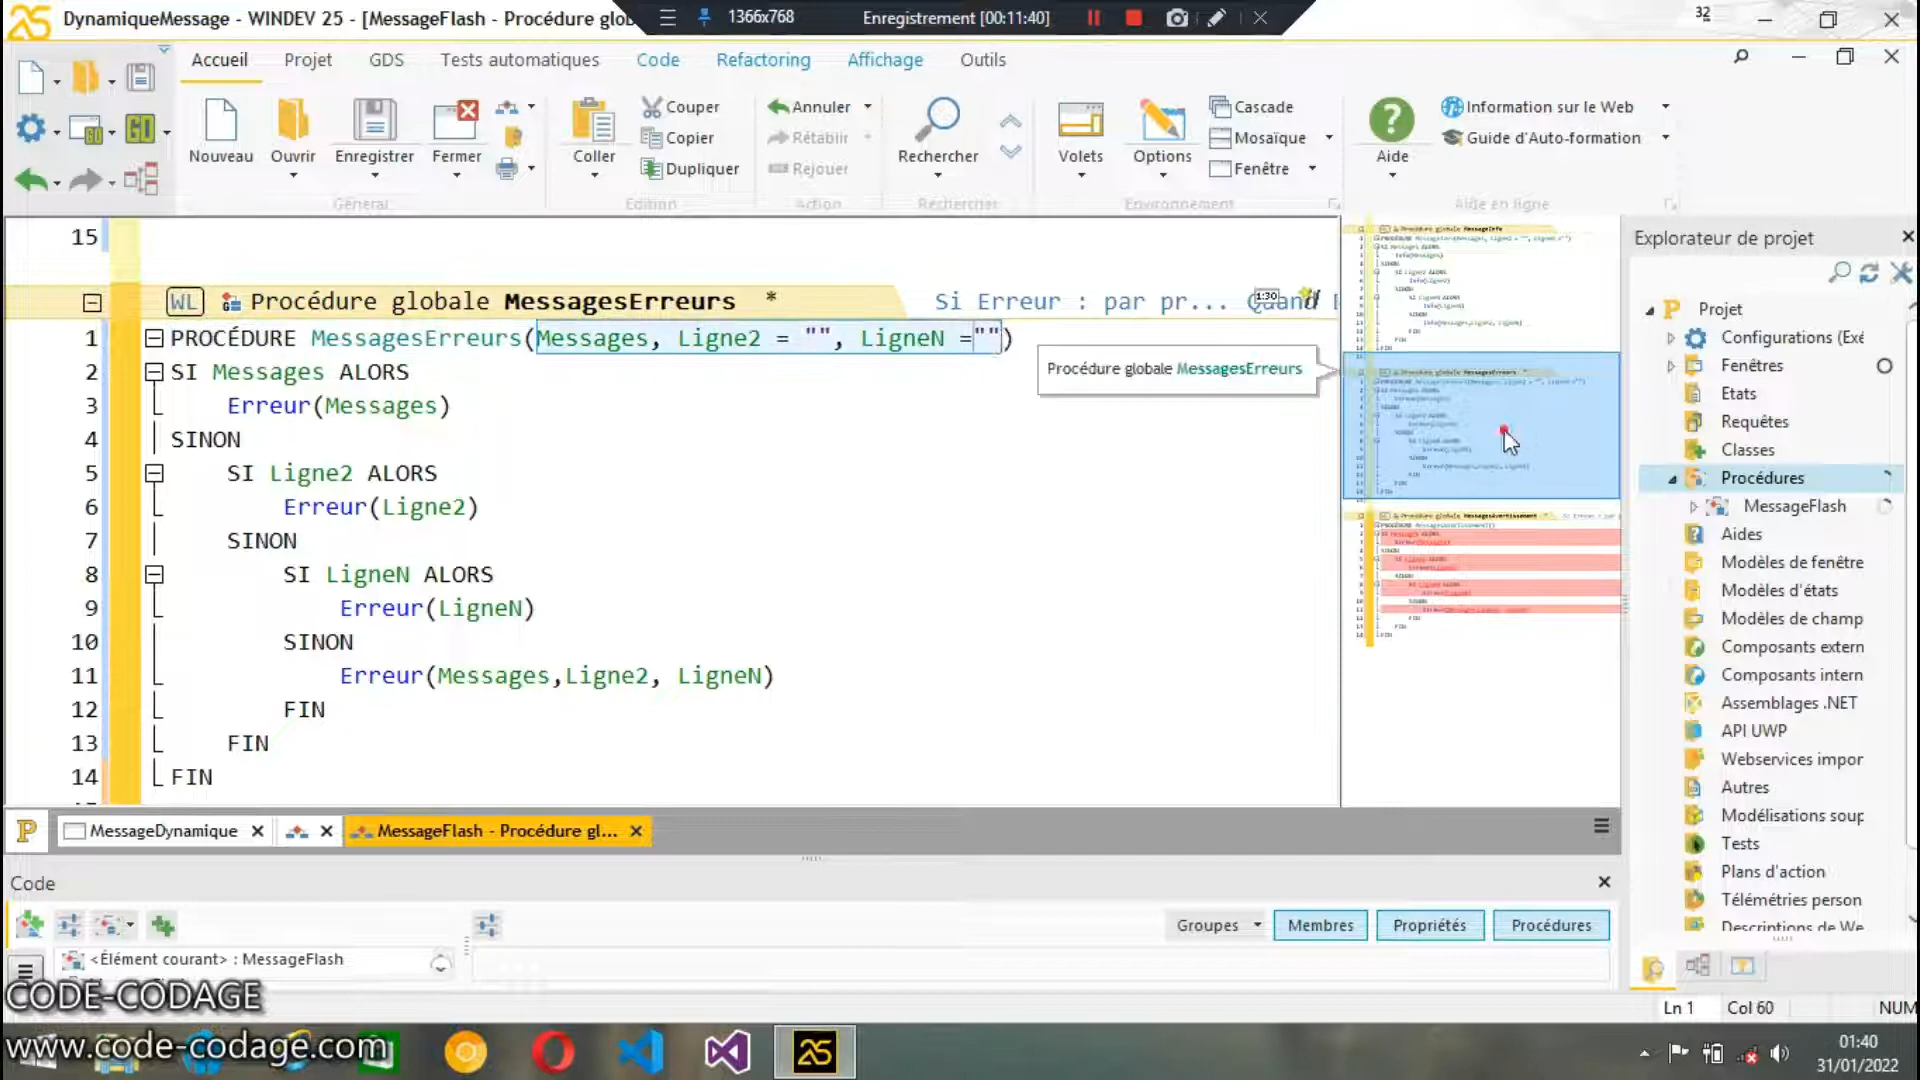 DynamiqueMessage - WINDEV 25 - [MessageFlash - Procédure glo
1366x768
Enregistrement [00:11:40]
32
Accueil
Projet
GDS
Tests automatiques
Code
Refactoring
Affichage
Outils
Nouveau
Ouvrir
Enregistrer
Fermer
Coller
Couper
Copier
Dupliquer
Annuler
Rétablir
Rejouer
Rechercher
Volets
Options
Cascade
Mosaïque
Fenêtre
Aide
Information sur le Web
Guide d'Auto-formation
Général
Edition
Action
Rechercher
Environnement
Aide en ligne
15
WL Procédure globale MessagesErreurs * Si Erreur : par pr... Quand
1:30
1 PROCÉDURE MessagesErreurs(Messages, Ligne2 = "", LigneN ="")
2 SI Messages ALORS
3 Erreur(Messages)
4 SINON
5 SI Ligne2 ALORS
6 Erreur(Ligne2)
7 SINON
8 SI LigneN ALORS
9 Erreur(LigneN)
10 SINON
11 Erreur(Messages,Ligne2, LigneN)
12 FIN
13 FIN
14 FIN
Procédure globale MessagesErreurs
Explorateur de projet
Projet
Configurations (Exé
Fenêtres
Etats
Requêtes
Classes
Procédures
MessageFlash
Aides
Modèles de fenêtre
Modèles d'états
Modèles de champ
Composants extern
Composants intern
Assemblages .NET
API UWP
Webservices impor
Autres
Modélisations soup
Tests
Plans d'action
Télémétries person
Descriptions de We
MessageDynamique
MessageFlash - Procédure gl...
Code
Groupes
Membres
Propriétés
Procédures
<Élément courant> : MessageFlash
CODE-CODAGE
Ln 1
Col 60
NUM
www.code-codage.com
01:40
31/01/2022